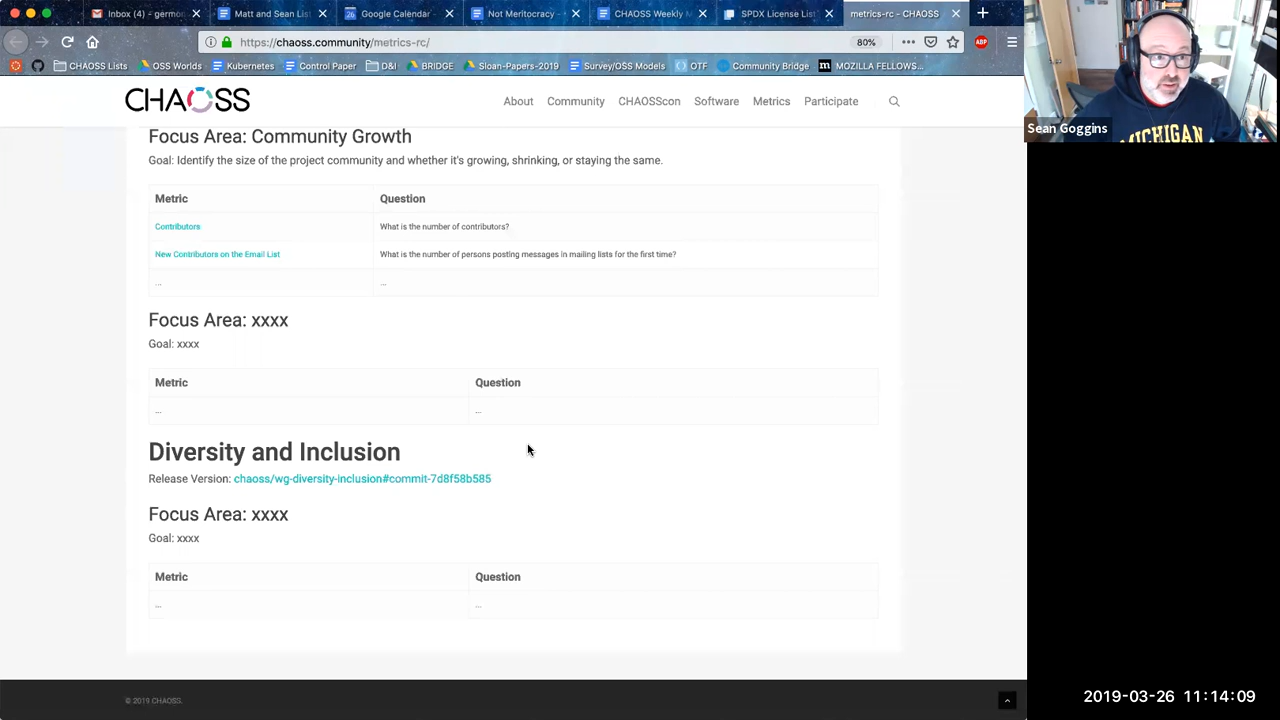 Inbox (4) – germon
Matt and Sean List
26 Google Calendar
Not Meritocracy -
CHAOSS Weekly M
SPDX License List
metrics-rc – CHAOSS
https://chaoss.community/metrics-rc/
80%
ABP
CHAOSS Lists
OSS Worlds
Kubernetes
Control Paper
D&I
BRIDGE
Sloan-Papers-2019
Survey/OSS Models
OTF
Community Bridge
m MOZILLA FELLOWS...
CHAOSS
About Community CHAOSScon Software Metrics Participate
Focus Area: Community Growth
Goal: Identify the size of the project community and whether it's growing, shrinking, or staying the same.
Metric Question
Contributors What is the number of contributors?
New Contributors on the Email List What is the number of persons posting messages in mailing lists for the first time?
... ...
Focus Area: xxxx
Goal: xxxx
Metric Question
... ...
Diversity and Inclusion
Release Version: chaoss/wg-diversity-inclusion#commit-7d8f58b585
Focus Area: xxxx
Goal: xxxx
Metric Question
... ...
© 2019 CHAOSS.
Sean Goggins
MICHIGAN
2019-03-26 11:14:09